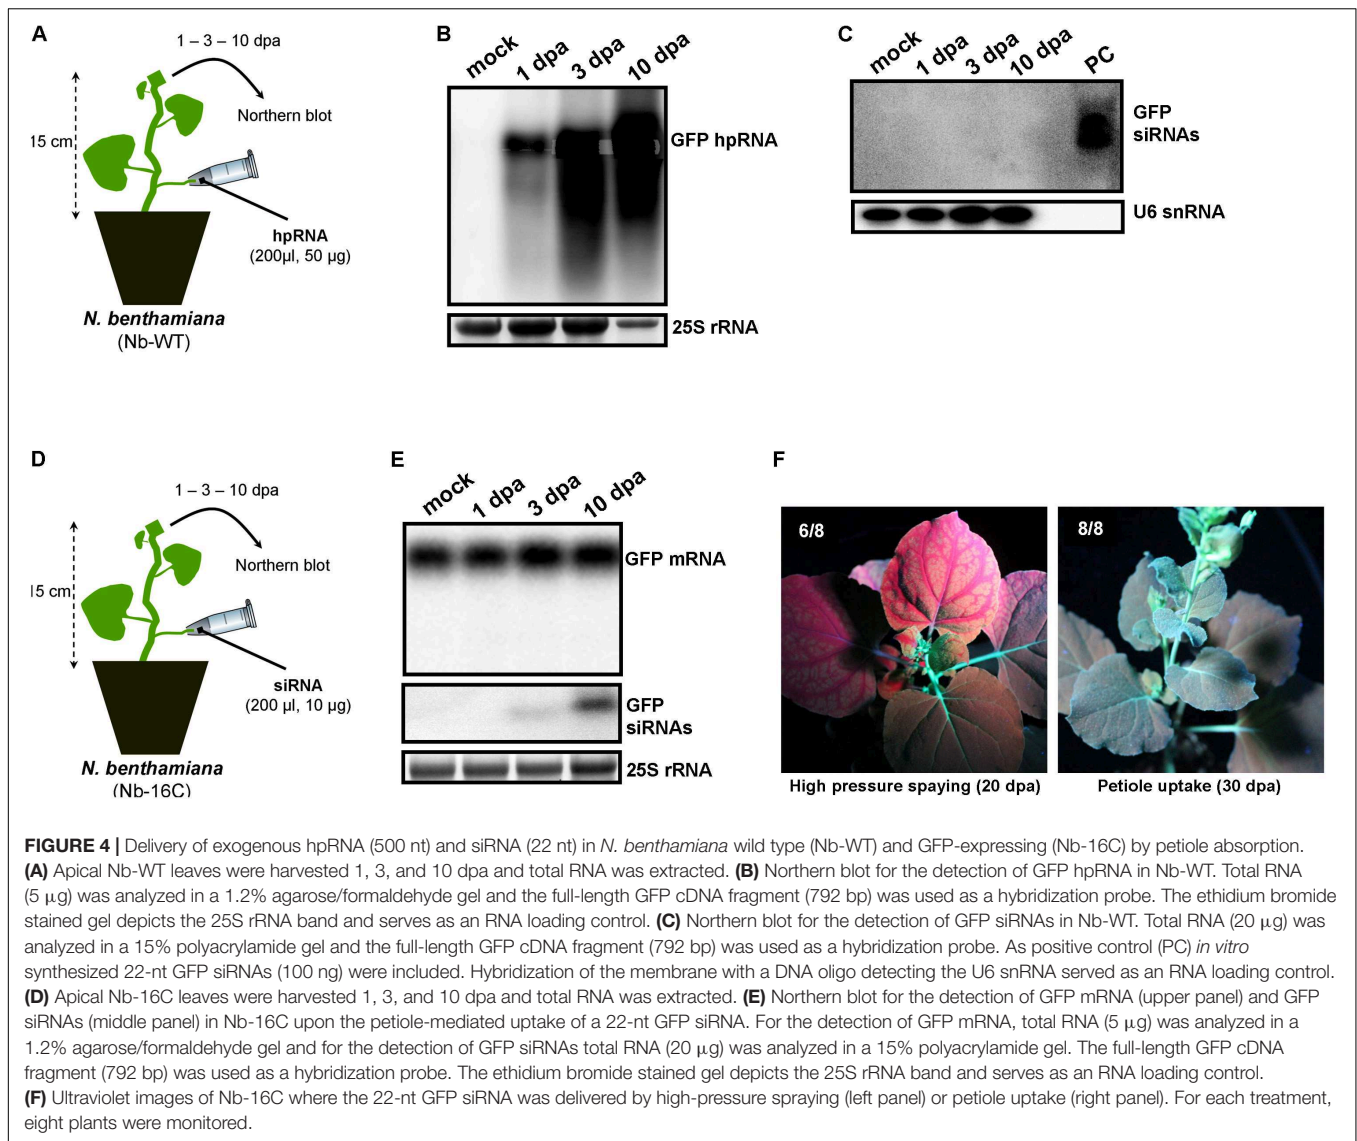 A
1 – 3 – 10 dpa
Northern blot
15 cm
hpRNA
(200µl, 50 µg)
N. benthamiana
(Nb-WT)
B
mock
1 dpa
3 dpa
10 dpa
GFP hpRNA
25S rRNA
C
mock
1 dpa
3 dpa
10 dpa
PC
GFP
siRNAs
U6 snRNA
D
1 – 3 – 10 dpa
Northern blot
15 cm
siRNA
(200 µl, 10 µg)
N. benthamiana
(Nb-16C)
E
mock
1 dpa
3 dpa
10 dpa
GFP mRNA
GFP
siRNAs
25S rRNA
F
6/8
8/8
High pressure spaying (20 dpa)
Petiole uptake (30 dpa)
FIGURE 4 | Delivery of exogenous hpRNA (500 nt) and siRNA (22 nt) in N. benthamiana wild type (Nb-WT) and GFP-expressing (Nb-16C) by petiole absorption.
(A) Apical Nb-WT leaves were harvested 1, 3, and 10 dpa and total RNA was extracted. (B) Northern blot for the detection of GFP hpRNA in Nb-WT. Total RNA
(5 µg) was analyzed in a 1.2% agarose/formaldehyde gel and the full-length GFP cDNA fragment (792 bp) was used as a hybridization probe. The ethidium bromide
stained gel depicts the 25S rRNA band and serves as an RNA loading control. (C) Northern blot for the detection of GFP siRNAs in Nb-WT. Total RNA (20 µg) was
analyzed in a 15% polyacrylamide gel and the full-length GFP cDNA fragment (792 bp) was used as a hybridization probe. As positive control (PC) in vitro
synthesized 22-nt GFP siRNAs (100 ng) were included. Hybridization of the membrane with a DNA oligo detecting the U6 snRNA served as an RNA loading control.
(D) Apical Nb-16C leaves were harvested 1, 3, and 10 dpa and total RNA was extracted. (E) Northern blot for the detection of GFP mRNA (upper panel) and GFP
siRNAs (middle panel) in Nb-16C upon the petiole-mediated uptake of a 22-nt GFP siRNA. For the detection of GFP mRNA, total RNA (5 µg) was analyzed in a
1.2% agarose/formaldehyde gel and for the detection of GFP siRNAs total RNA (20 µg) was analyzed in a 15% polyacrylamide gel. The full-length GFP cDNA
fragment (792 bp) was used as a hybridization probe. The ethidium bromide stained gel depicts the 25S rRNA band and serves as an RNA loading control.
(F) Ultraviolet images of Nb-16C where the 22-nt GFP siRNA was delivered by high-pressure spraying (left panel) or petiole uptake (right panel). For each treatment,
eight plants were monitored.